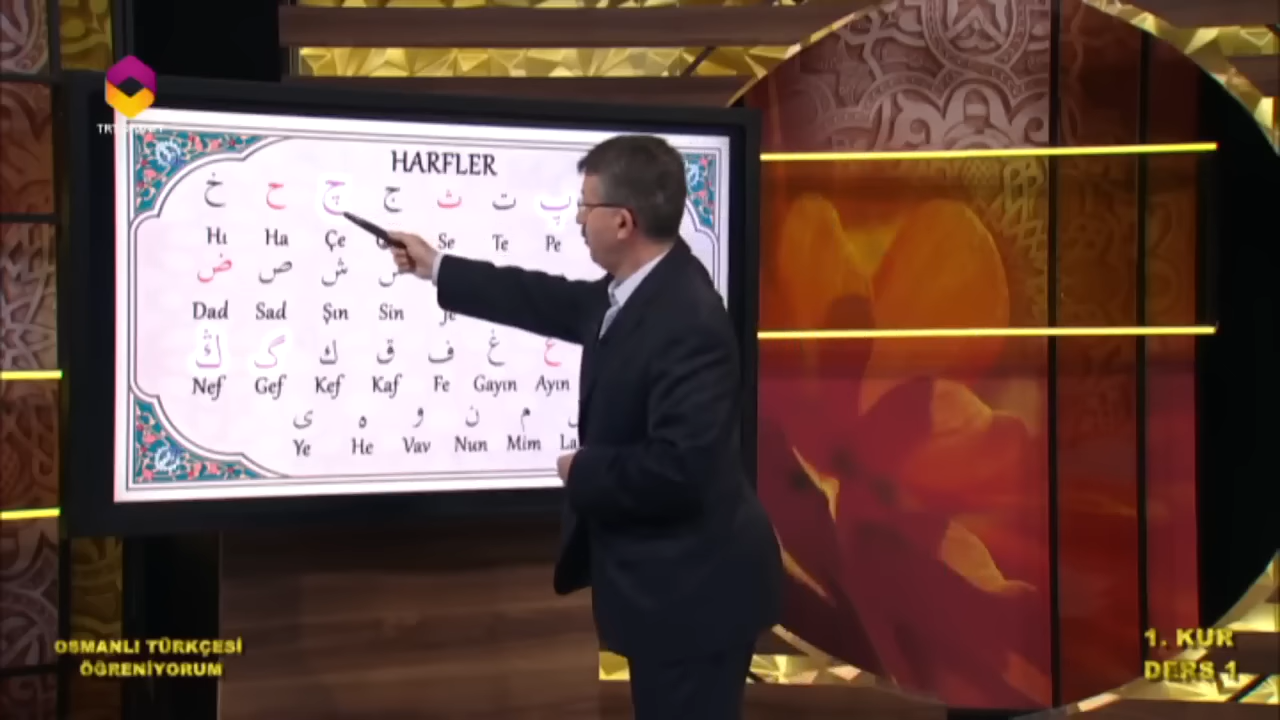 HARFLER
پ ت ث ج چ ح خ
Hı Ha Çe Se Te Pe
ش ص ض
Dad Sad Şın Sin Je
ع غ ف ق ك گ ڭ
Nef Gef Kef Kaf Fe Gayın Ayın
م ن و ه ى
Ye He Vav Nun Mim
OSMANLI TÜRKÇESİ
ÖĞRENİYORUM
1. KUR
DERS 1